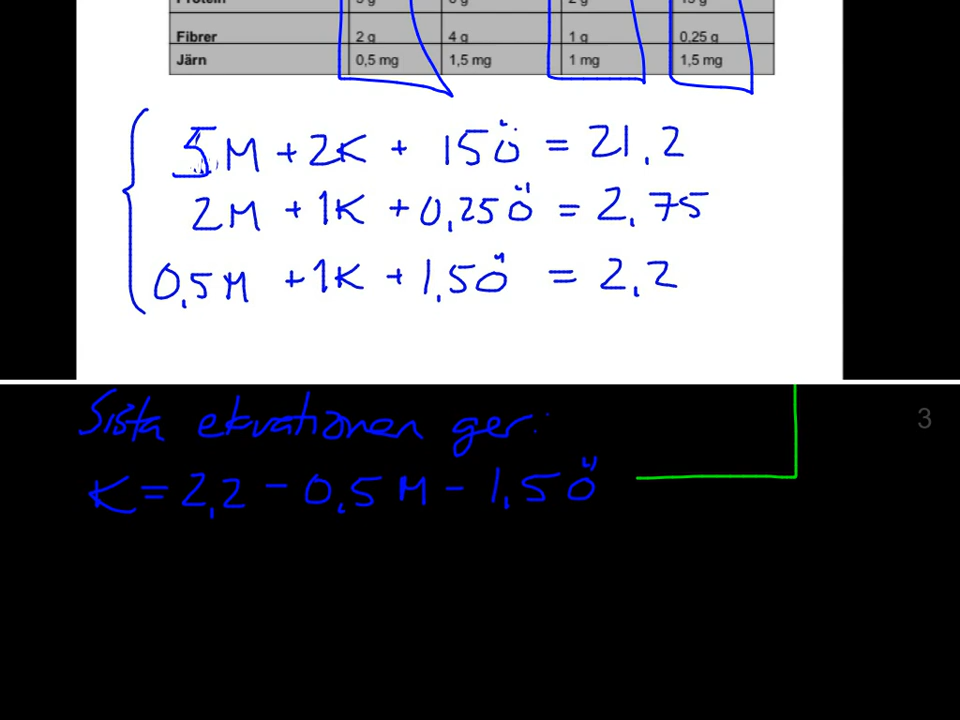 Fibrer 2 g 4 g 1 g 0,25 g
Järn 0,5 mg 1,5 mg 1 mg 1,5 mg
5M + 2K + 15Ö = 21,2
2M + 1K + 0,25Ö = 2,75
0,5M + 1K + 1,5Ö = 2,2
Sista ekvationen ger:
3
K = 2,2 - 0,5M - 1,5Ö